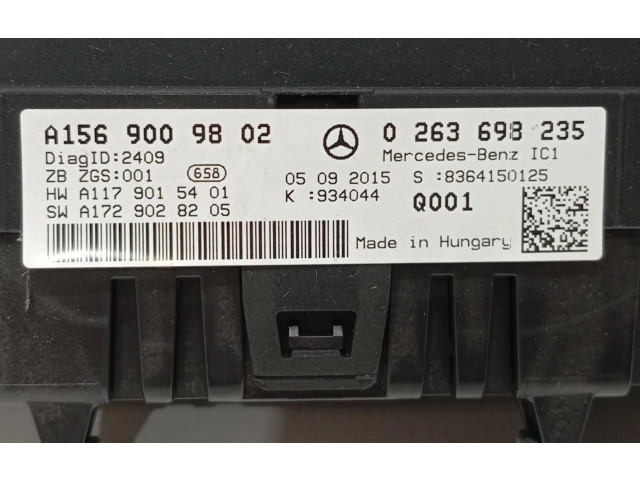 A156 900 98 02 0 263 698 235
DiagID:2409 Mercedes-Benz IC1
ZB ZGS:001 658 05 09 2015 S :8364150125
HW A117 901 54 01 K :934044 Q001
SW A172 902 82 05
Made in Hungary